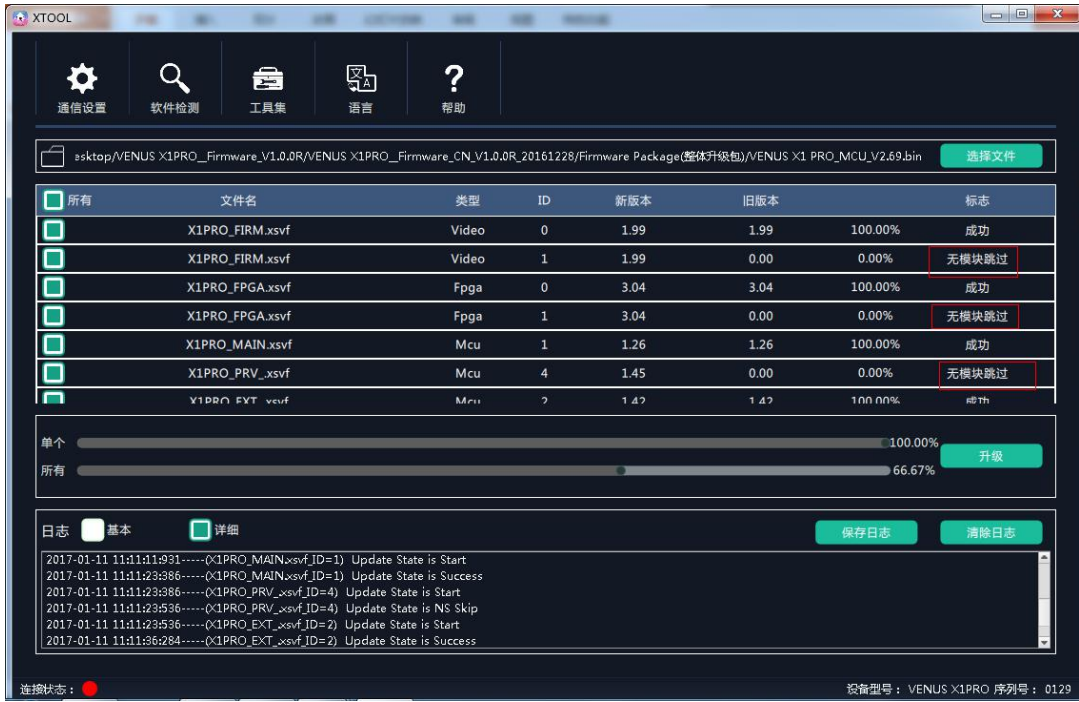 XTOOL
通信设置 软件检测 工具集 语言 帮助
esktop/VENUS X1PRO__Firmware_V1.0.0R/VENUS X1PRO__Firmware_CN_V1.0.0R_20161228/Firmware Package(整体升级包)/VENUS X1 PRO_MCU_V2.69.bin 选择文件
所有 文件名 类型 ID 新版本 旧版本 标志
X1PRO_FIRM.xsvf Video 0 1.99 1.99 100.00% 成功
X1PRO_FIRM.xsvf Video 1 1.99 0.00 0.00% 无模块跳过
X1PRO_FPGA.xsvf Fpga 0 3.04 3.04 100.00% 成功
X1PRO_FPGA.xsvf Fpga 1 3.04 0.00 0.00% 无模块跳过
X1PRO_MAIN.xsvf Mcu 1 1.26 1.26 100.00% 成功
X1PRO_PRV_.xsvf Mcu 4 1.45 0.00 0.00% 无模块跳过
X1PRO_EXT_.xsvf Mcu 2 1.42 1.42 100.00% 成功
单个 100.00%
升级
所有 66.67%
日志 基本 详细 保存日志 清除日志
2017-01-11 11:11:11:931-----(X1PRO_MAIN.xsvf_ID=1) Update State is Start
2017-01-11 11:11:23:386-----(X1PRO_MAIN.xsvf_ID=1) Update State is Success
2017-01-11 11:11:23:386-----(X1PRO_PRV_.xsvf_ID=4) Update State is Start
2017-01-11 11:11:23:536-----(X1PRO_PRV_.xsvf_ID=4) Update State is NS Skip
2017-01-11 11:11:23:536-----(X1PRO_EXT_.xsvf_ID=2) Update State is Start
2017-01-11 11:11:36:284-----(X1PRO_EXT_.xsvf_ID=2) Update State is Success
连接状态： 设备型号： VENUS X1PRO 序列号： 0129